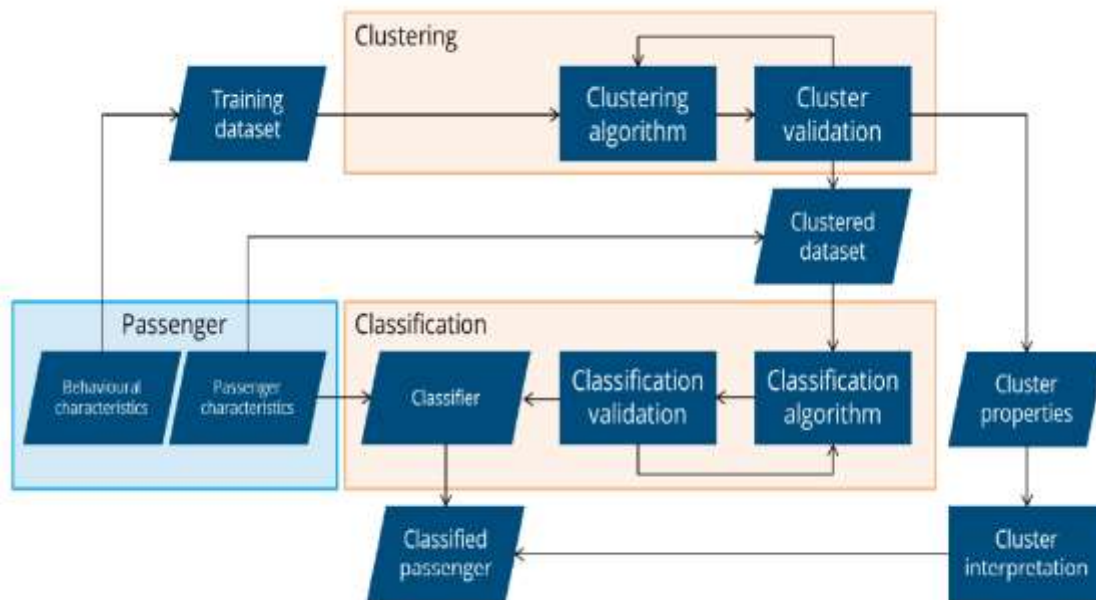 Clustering
Training
dataset
Clustering
algorithm
Cluster
validation
Clustered
dataset
Passenger
Behavioural
characteristics
Passenger
characteristics
Classification
Classifier
Classification
validation
Classification
algorithm
Cluster
properties
Classified
passenger
Cluster
interpretation